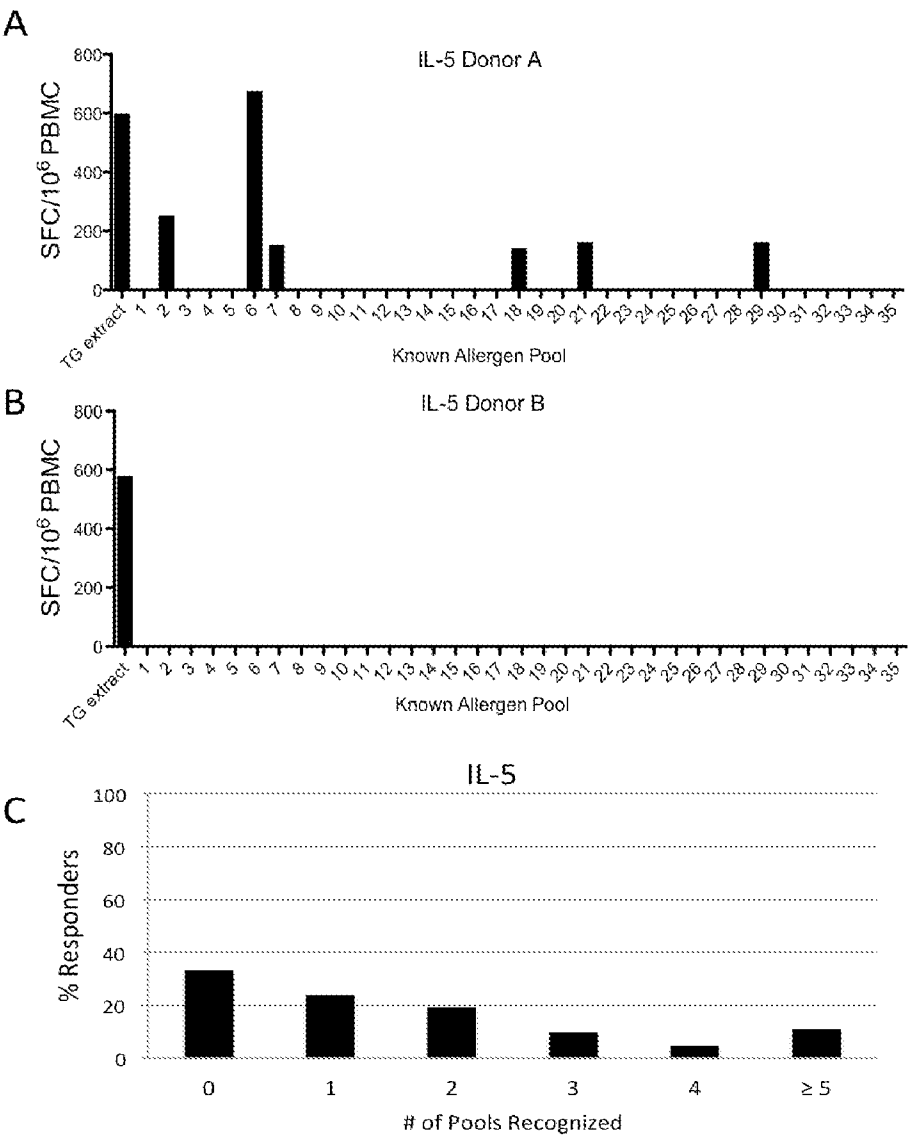 A
IL-5 Donor A
SFC/10⁶ PBMC
800
600
400
200
0
TG extract 1 2 3 4 5 6 7 8 9 10 11 12 13 14 15 16 17 18 19 20 21 22 23 24 25 26 27 28 29 30 31 32 33 34 35
Known Allergen Pool
B
IL-5 Donor B
SFC/10⁶ PBMC
800
600
400
200
0
TG extract 1 2 3 4 5 6 7 8 9 10 11 12 13 14 15 16 17 18 19 20 21 22 23 24 25 26 27 28 29 30 31 32 33 34 35
Known Allergen Pool
C
IL-5
% Responders
100
80
60
40
20
0
0 1 2 3 4 ≥ 5
# of Pools Recognized